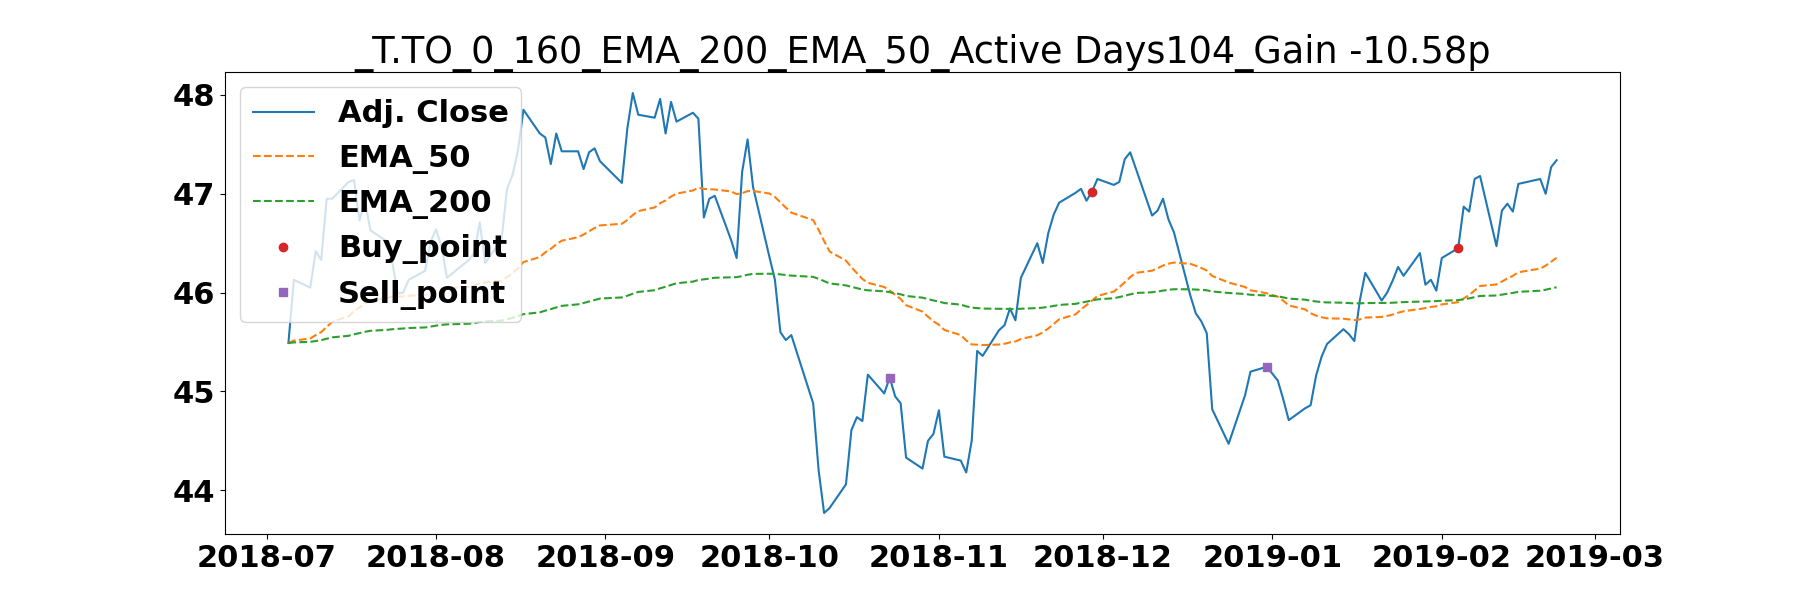 _T.TO_0_160_EMA_200_EMA_50_Active Days104_Gain -10.58p
48
47
46
45
44
Adj. Close
EMA_50
EMA_200
Buy_point
Sell_point
2018-07 2018-08 2018-09 2018-10 2018-11 2018-12 2019-01 2019-02 2019-03